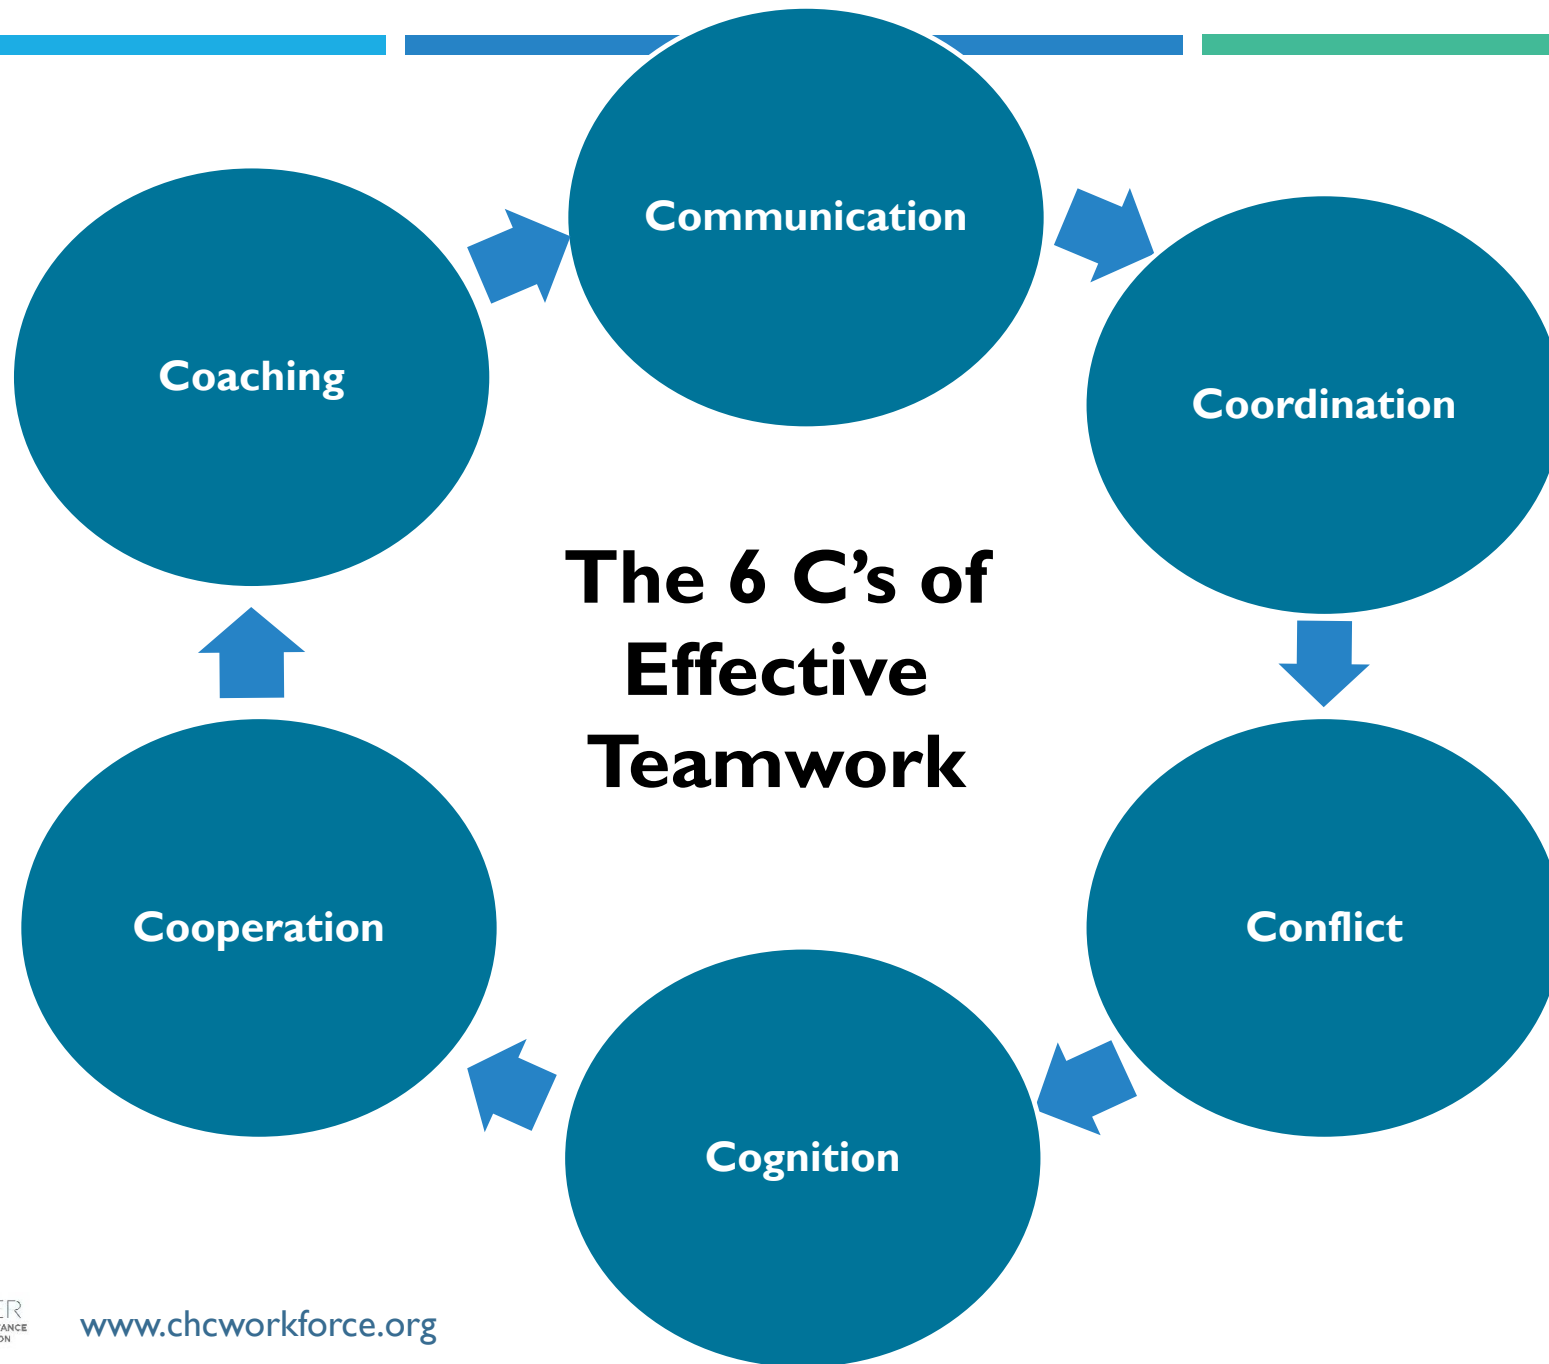 Communication
Coordination
Conflict
Cognition
Cooperation
Coaching
The 6 C’s of
Effective
Teamwork
www.chcworkforce.org